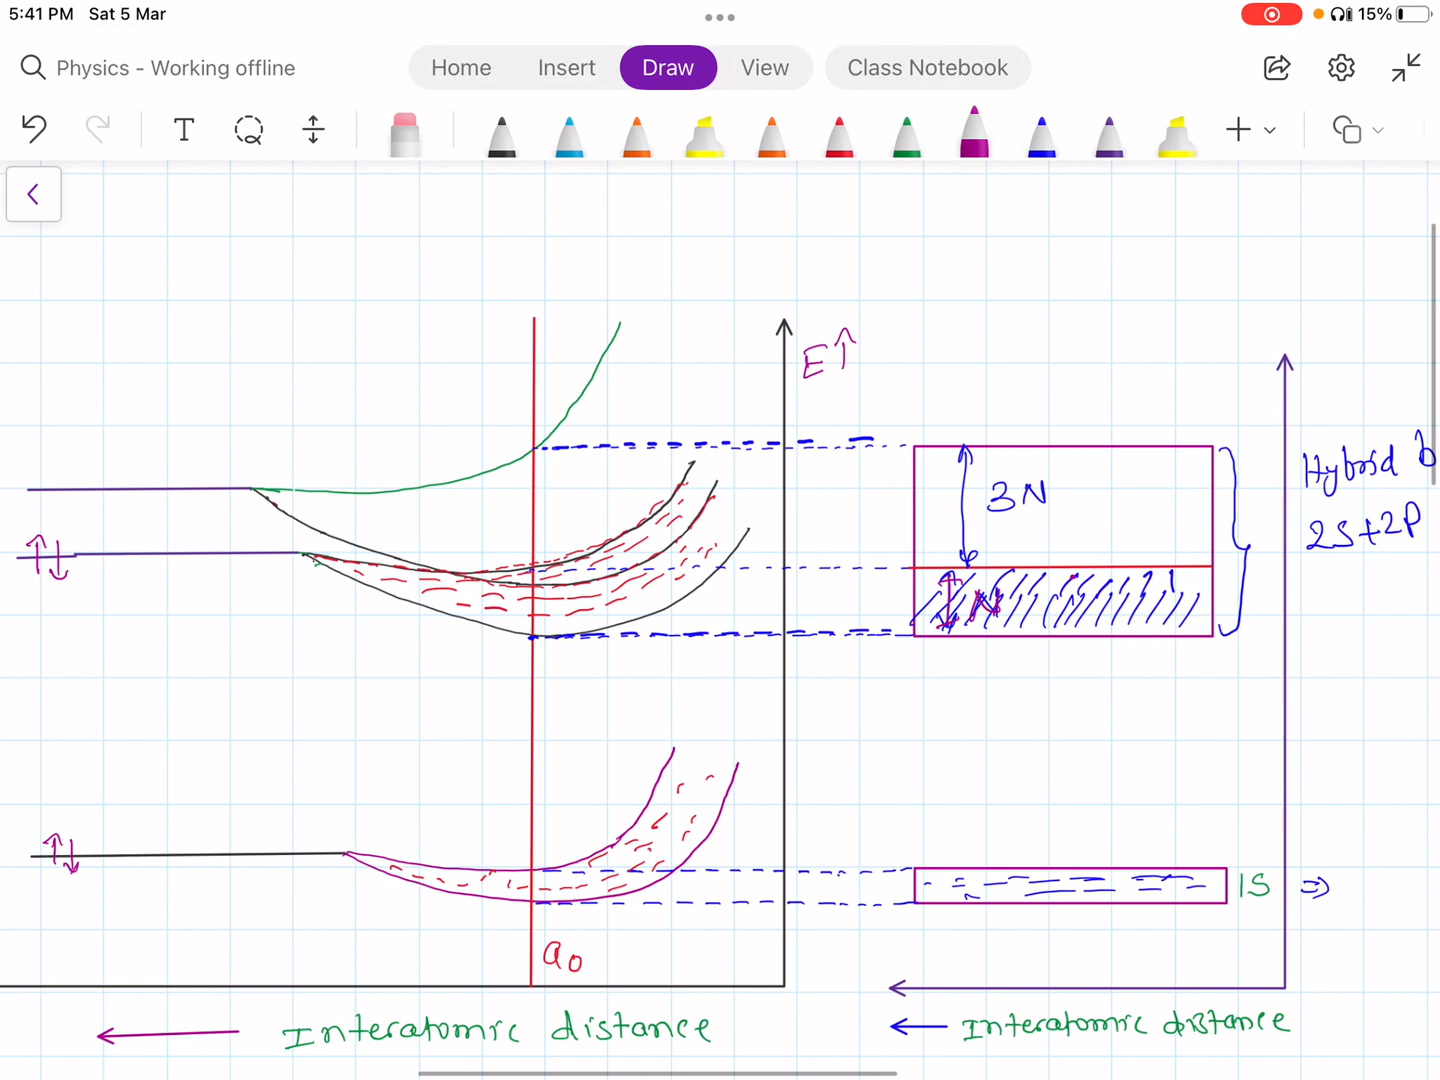 5:41 PM Sat 5 Mar
15%
Physics - Working offline
Home Insert Draw View Class Notebook
T
E↑
3N
N
Hybrid b
2S+2P
1S ⇒
a₀
← Interatomic distance
← Interatomic distance